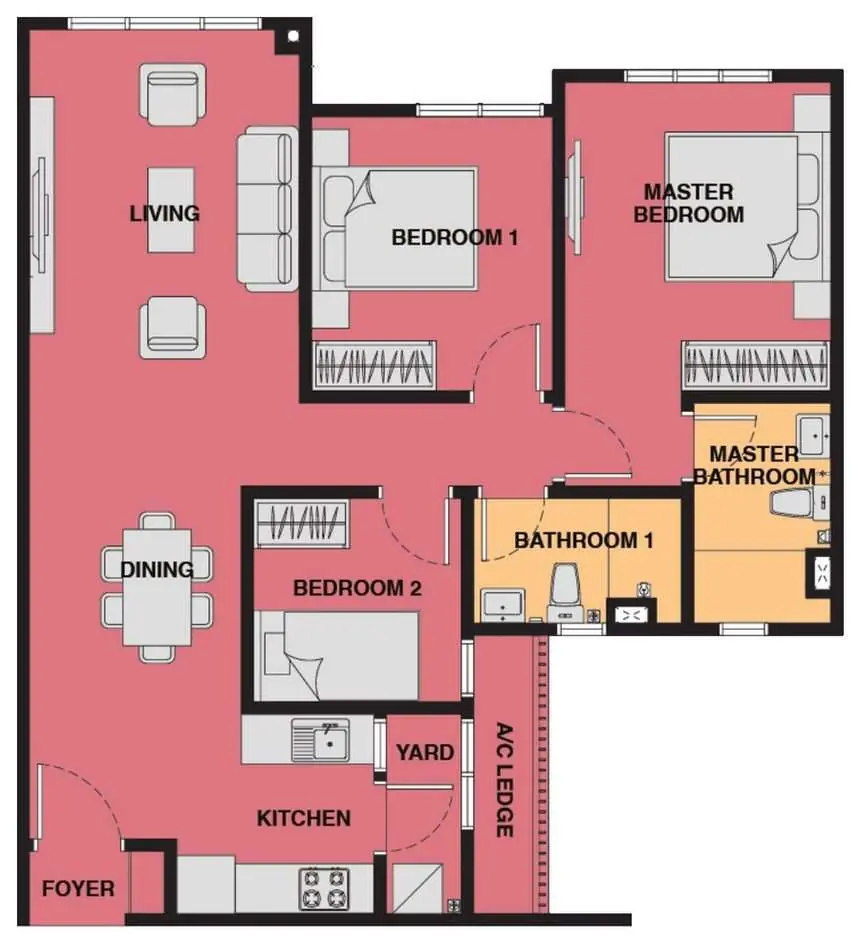 MASTER
BEDROOM
LIVING
BEDROOM 1
MASTER
BATHROOM
BATHROOM 1
DINING
BEDROOM 2
YARD
A/C LEDGE
KITCHEN
FOYER